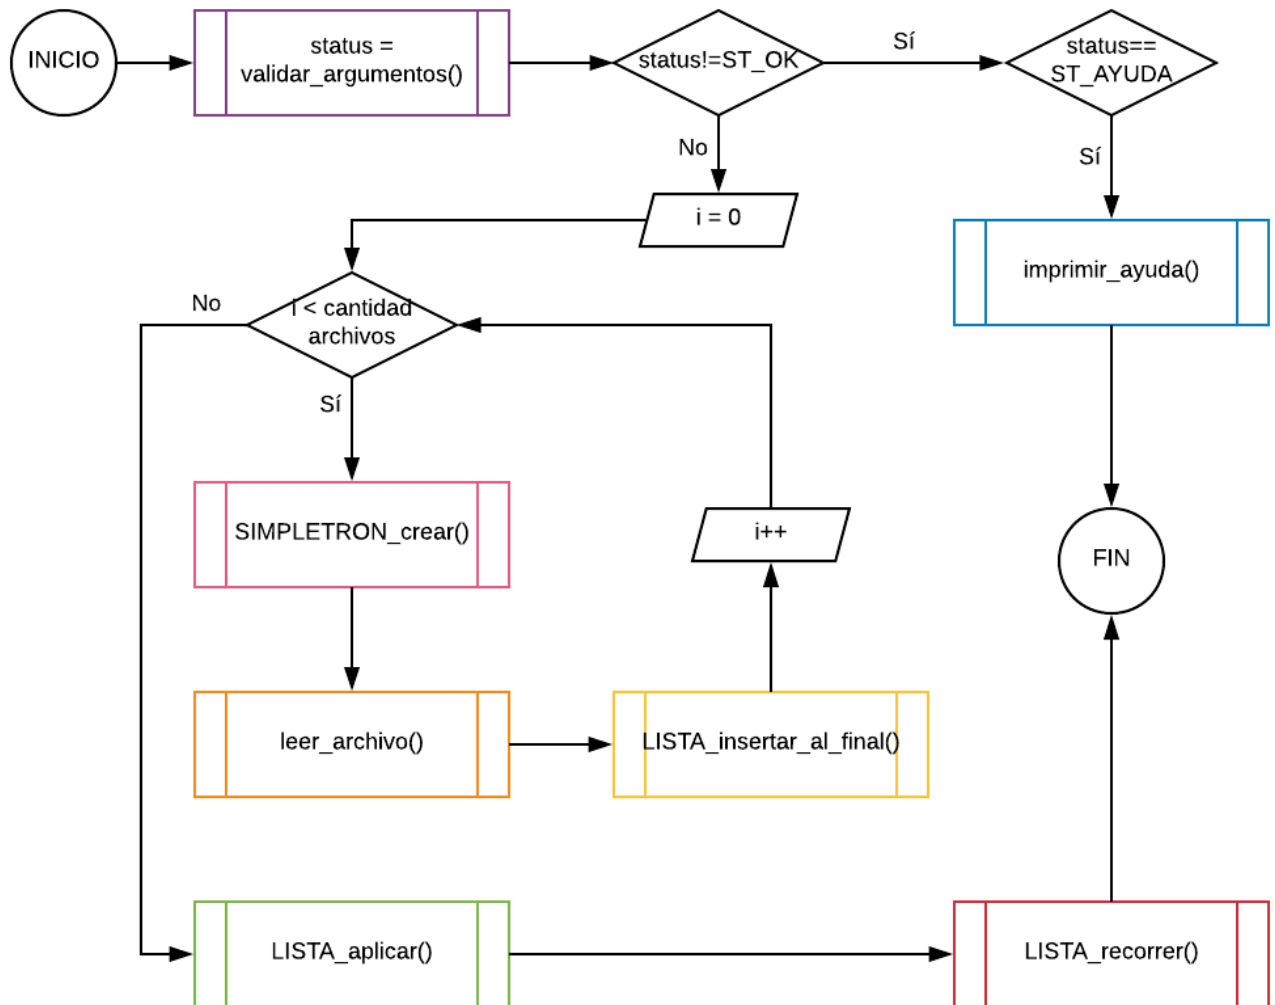 INICIO
status =
validar_argumentos()
status!=ST_OK
Sí
status==
ST_AYUDA
No
Sí
i = 0
imprimir_ayuda()
No
i < cantidad
archivos
Sí
SIMPLETRON_crear()
i++
FIN
leer_archivo()
LISTA_insertar_al_final()
LISTA_aplicar()
LISTA_recorrer()